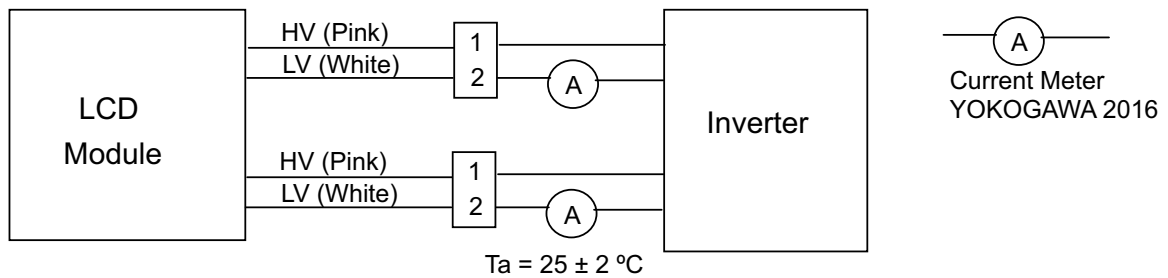 HV (Pink)
1
LV (White)
2
A
LCD
Module
HV (Pink)
1
LV (White)
2
A
Inverter
A
Current Meter
YOKOGAWA 2016
Ta = 25 ± 2 ºC